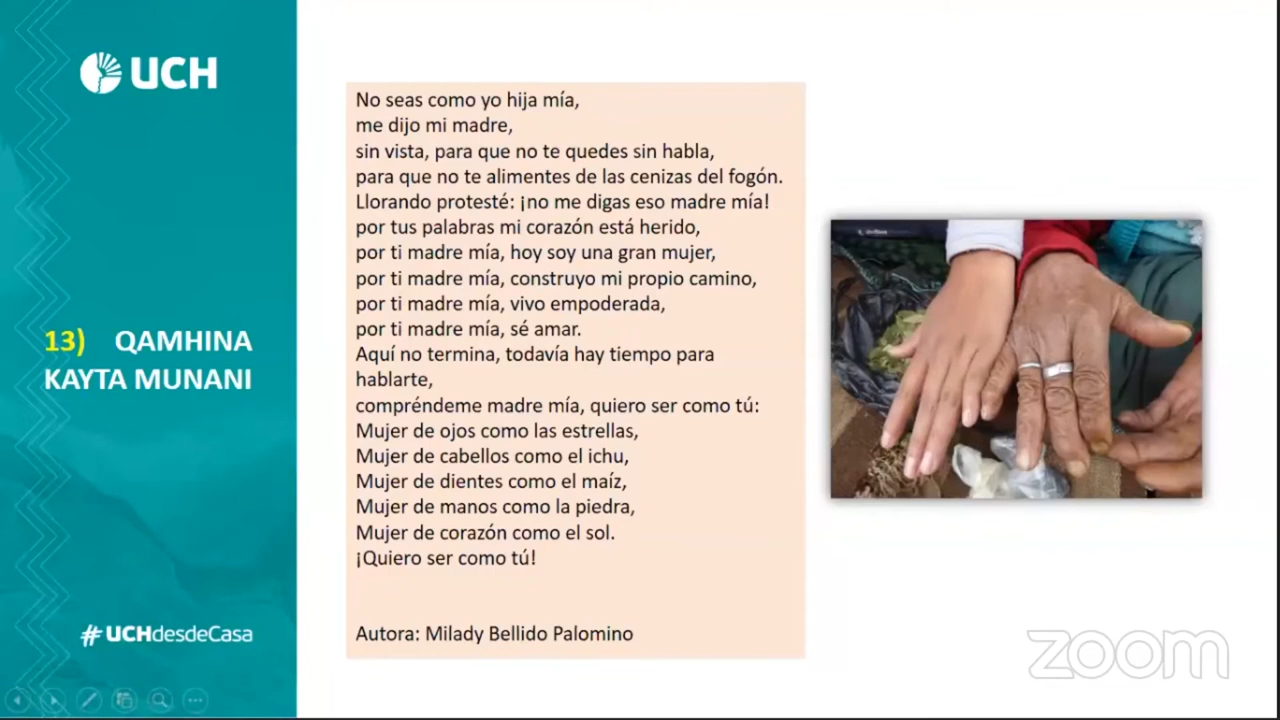 UCH
13) QAMHINA
KAYTA MUNANI
#UCHdesdeCasa
No seas como yo hija mía,
me dijo mi madre,
sin vista, para que no te quedes sin habla,
para que no te alimentes de las cenizas del fogón.
Llorando protesté: ¡no me digas eso madre mía!
por tus palabras mi corazón está herido,
por ti madre mía, hoy soy una gran mujer,
por ti madre mía, construyo mi propio camino,
por ti madre mía, vivo empoderada,
por ti madre mía, sé amar.
Aquí no termina, todavía hay tiempo para
hablarte,
compréndeme madre mía, quiero ser como tú:
Mujer de ojos como las estrellas,
Mujer de cabellos como el ichu,
Mujer de dientes como el maíz,
Mujer de manos como la piedra,
Mujer de corazón como el sol.
¡Quiero ser como tú!
Autora: Milady Bellido Palomino
zoom